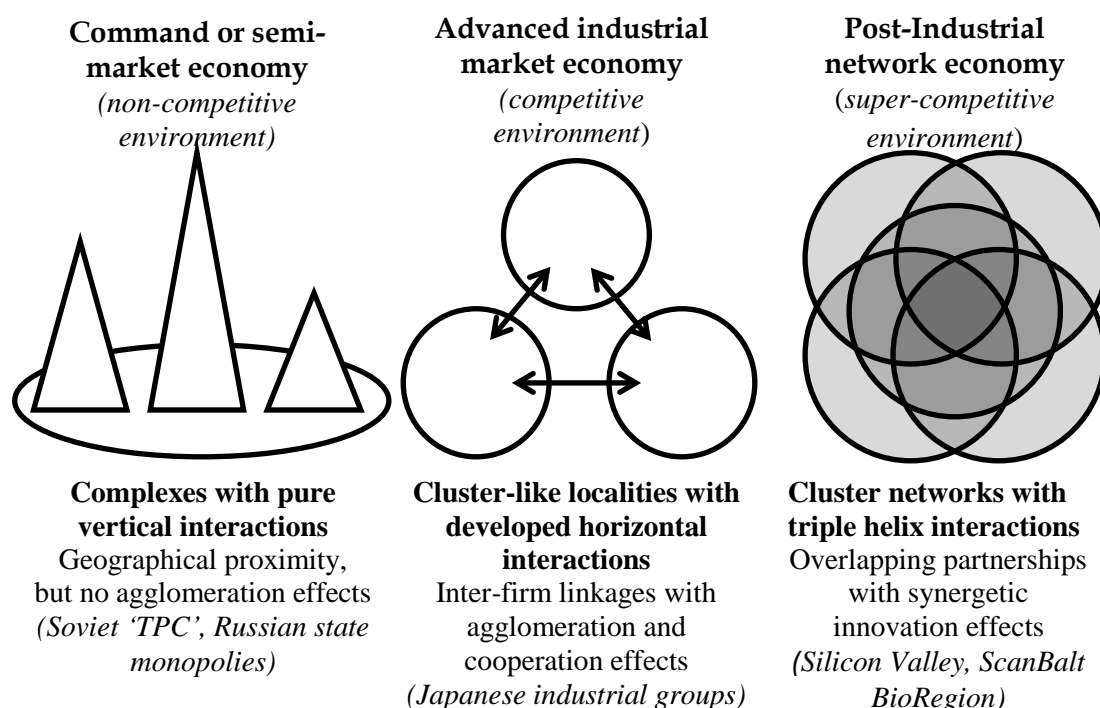 Command or semi-
market economy
(non-competitive
environment)
Advanced industrial
market economy
(competitive
environment)
Post-Industrial
network economy
(super-competitive
environment)
Complexes with pure
vertical interactions
Geographical proximity,
but no agglomeration effects
(Soviet ‘TPC’, Russian state
monopolies)
Cluster-like localities with
developed horizontal
interactions
Inter-firm linkages with
agglomeration and
cooperation effects
(Japanese industrial groups)
Cluster networks with
triple helix interactions
Overlapping partnerships
with synergetic
innovation effects
(Silicon Valley, ScanBalt
BioRegion)